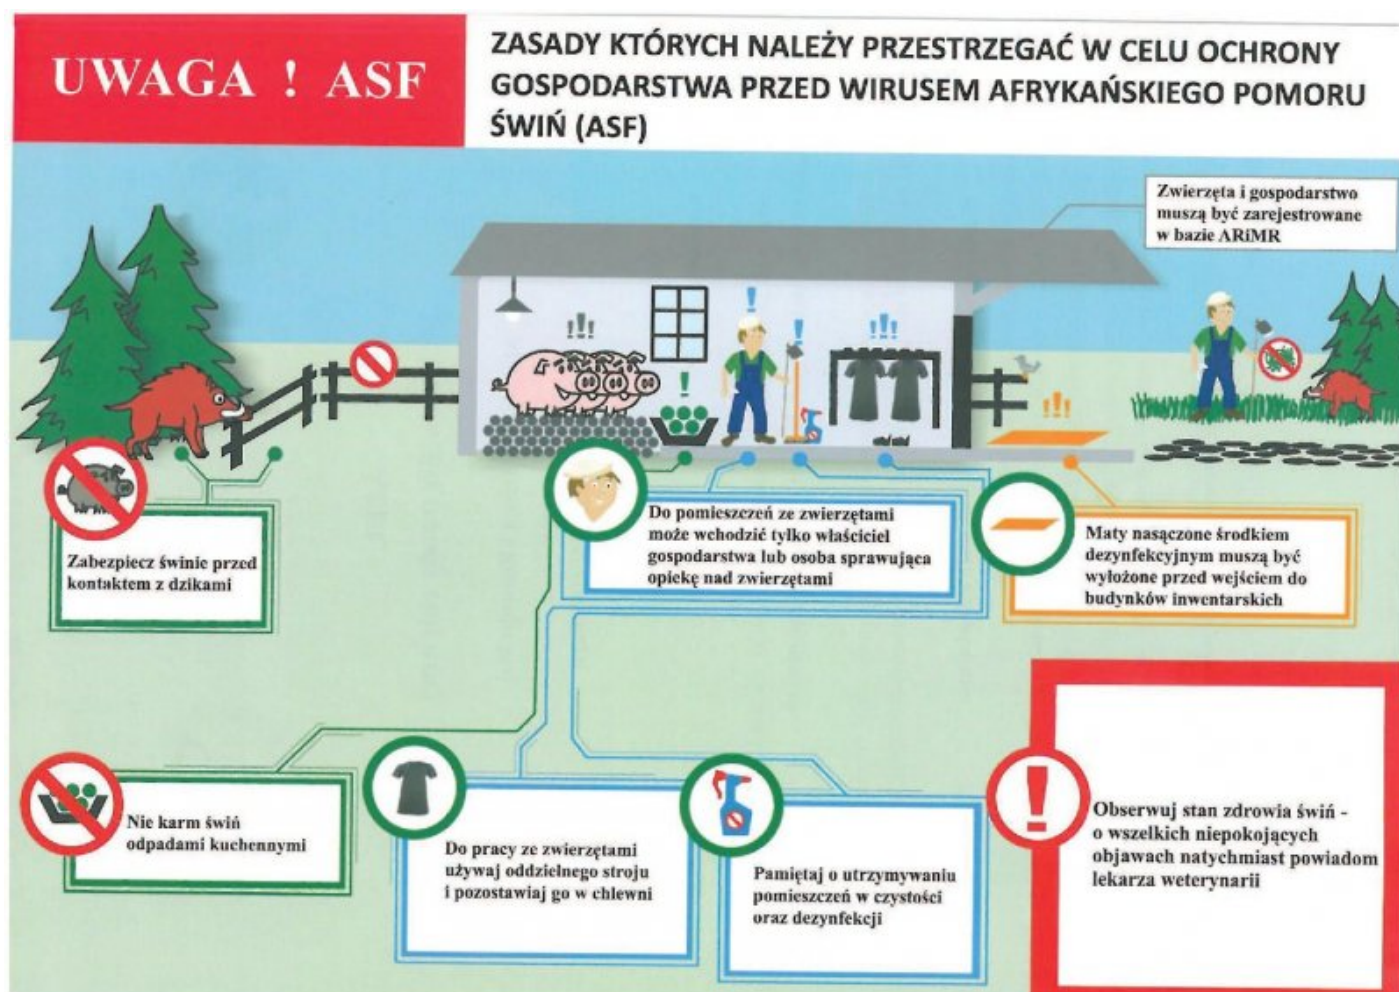 UWAGA ! ASF
ZASADY KTÓRYCH NALEŻY PRZESTRZEGAĆ W CELU OCHRONY
GOSPODARSTWA PRZED WIRUSEM AFRYKAŃSKIEGO POMORU
ŚWIŃ (ASF)
Zwierzęta i gospodarstwo
muszą być zarejestrowane
w bazie ARiMR
Zabezpiecz świnie przed
kontaktem z dzikami
Do pomieszczeń ze zwierzętami
może wchodzić tylko właściciel
gospodarstwa lub osoba sprawująca
opiekę nad zwierzętami
Maty nasączone środkiem
dezynfekcyjnym muszą być
wyłożone przed wejściem do
budynków inwentarskich
Nie karm świń
odpadami kuchennymi
Do pracy ze zwierzętami
używaj oddzielnego stroju
i pozostawiaj go w chlewni
Pamiętaj o utrzymywaniu
pomieszczeń w czystości
oraz dezynfekcji
Obserwuj stan zdrowia świń -
o wszelkich niepokojących
objawach natychmiast powiadom
lekarza weterynarii